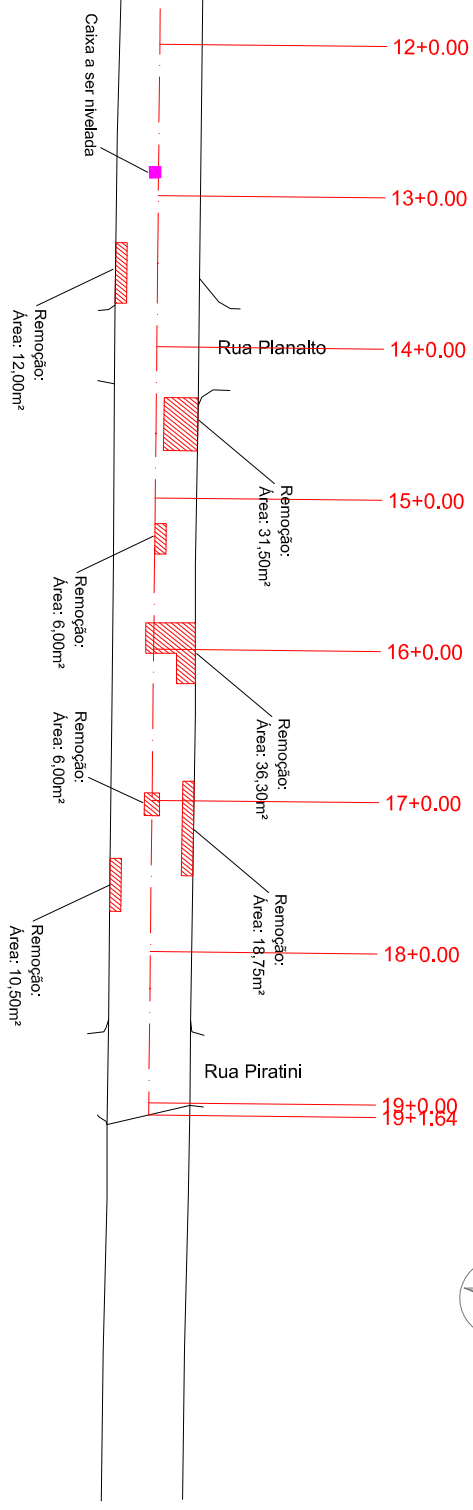 12+0.00
Caixa a ser nivelada
13+0.00
Remoção:
Área: 12,00m²
Rua Planalto
14+0.00
Remoção:
Área: 31,50m²
15+0.00
Remoção:
Área: 6,00m²
16+0.00
Remoção:
Área: 36,30m²
Remoção:
Área: 6,00m²
17+0.00
Remoção:
Área: 18,75m²
Remoção:
Área: 10,50m²
18+0.00
Rua Piratini
19+0.00
19+1.64